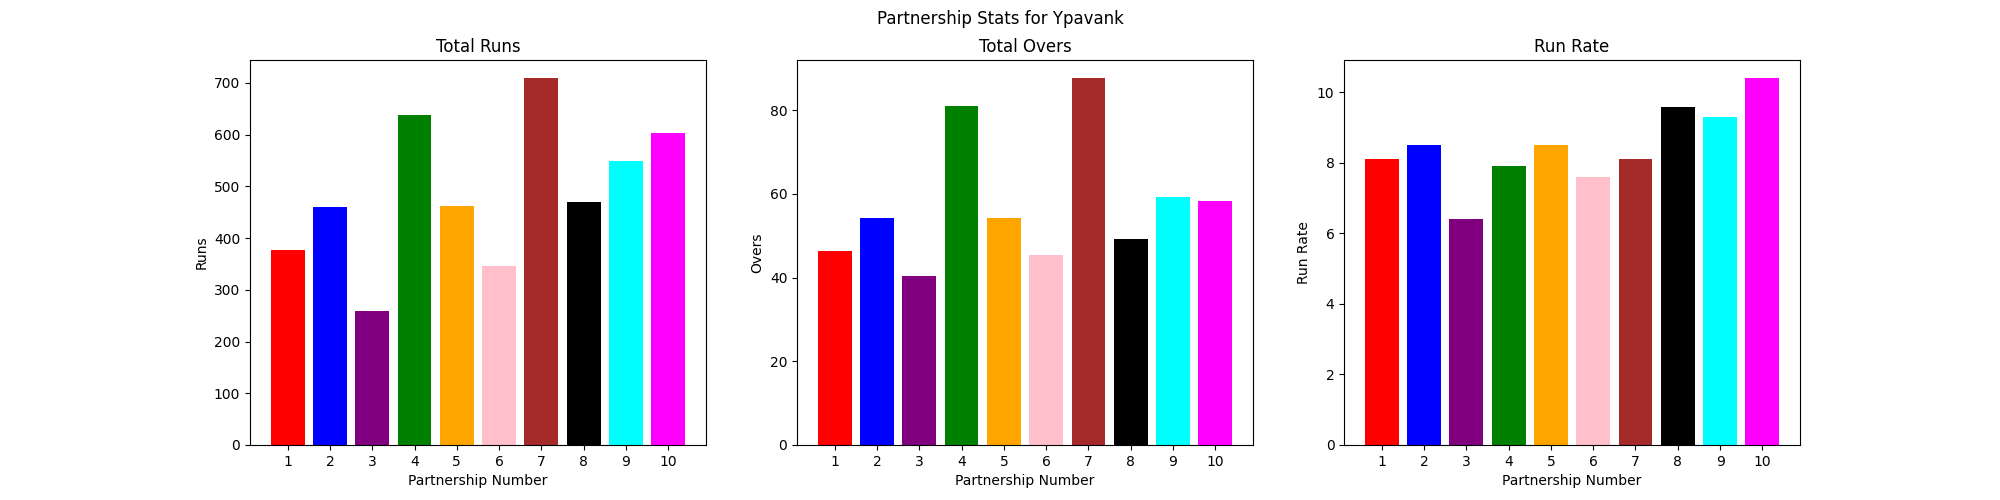 Partnership Stats for Ypavank
Total Runs
Runs
700
600
500
400
300
200
100
0
1 2 3 4 5 6 7 8 9 10
Partnership Number
Total Overs
Overs
80
60
40
20
0
1 2 3 4 5 6 7 8 9 10
Partnership Number
Run Rate
Run Rate
10
8
6
4
2
0
1 2 3 4 5 6 7 8 9 10
Partnership Number